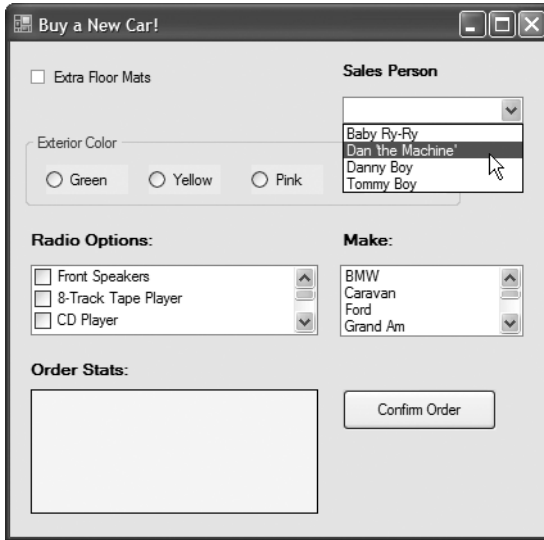 Buy a New Car!
Extra Floor Mats
Sales Person
Baby Ry-Ry
Dan 'the Machine'
Danny Boy
Tommy Boy
Exterior Color
Green Yellow Pink
Radio Options:
Front Speakers
8-Track Tape Player
CD Player
Make:
BMW
Caravan
Ford
Grand Am
Order Stats:
Confirm Order